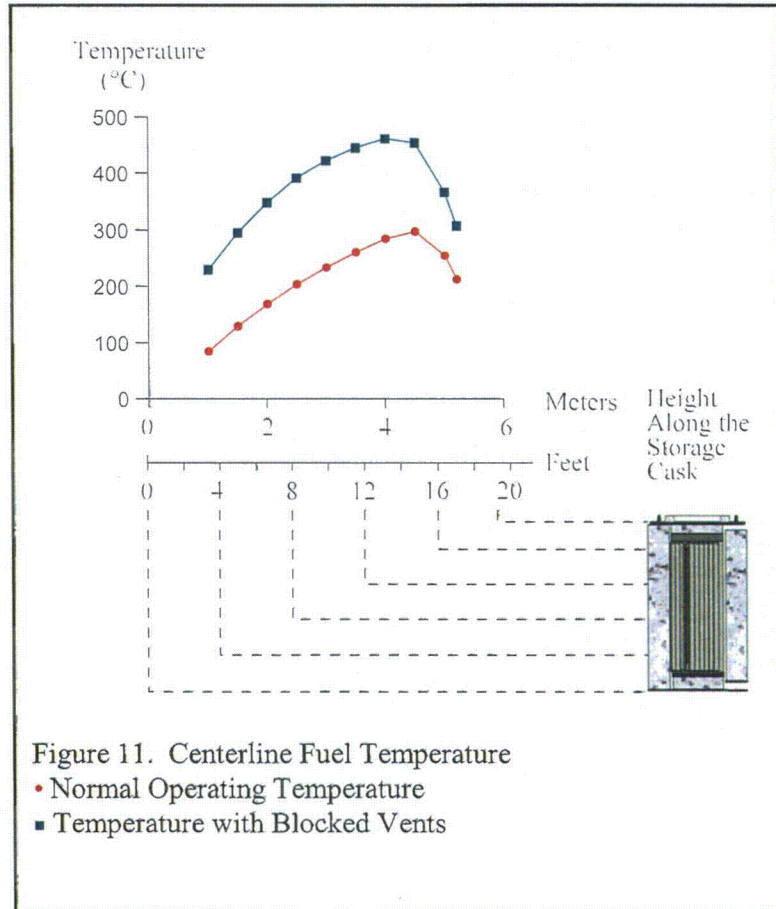 Temperature
(°C)
500
400
300
200
100
0
0 2 4 6
Meters
Height
Along the
Storage
Cask
Feet
0 4 8 12 16 20
Figure 11. Centerline Fuel Temperature
• Normal Operating Temperature
▪ Temperature with Blocked Vents